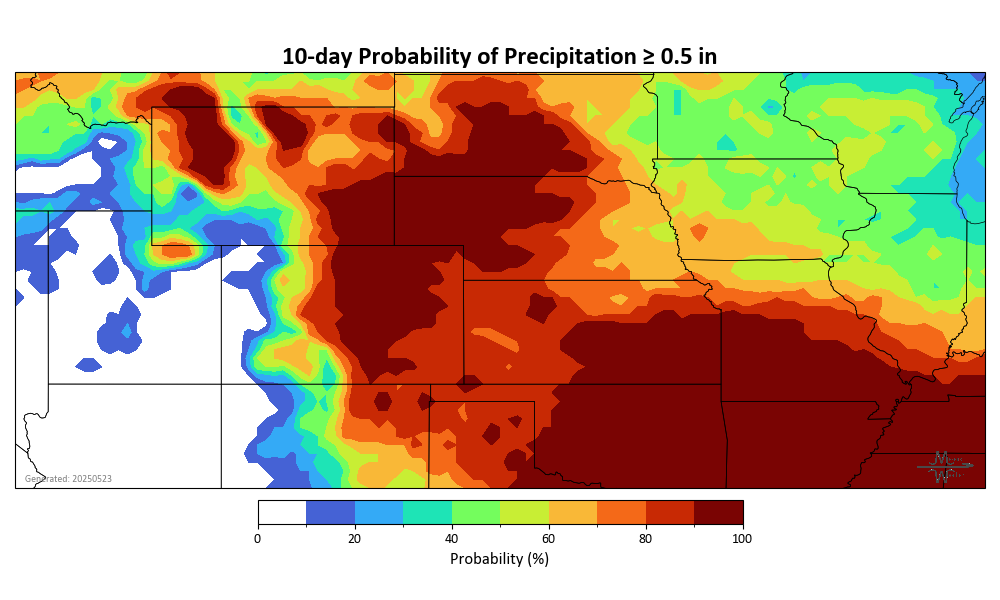 10-day Probability of Precipitation ≥ 0.5 in
Generated: 20250523
0 20 40 60 80 100
Probability (%)